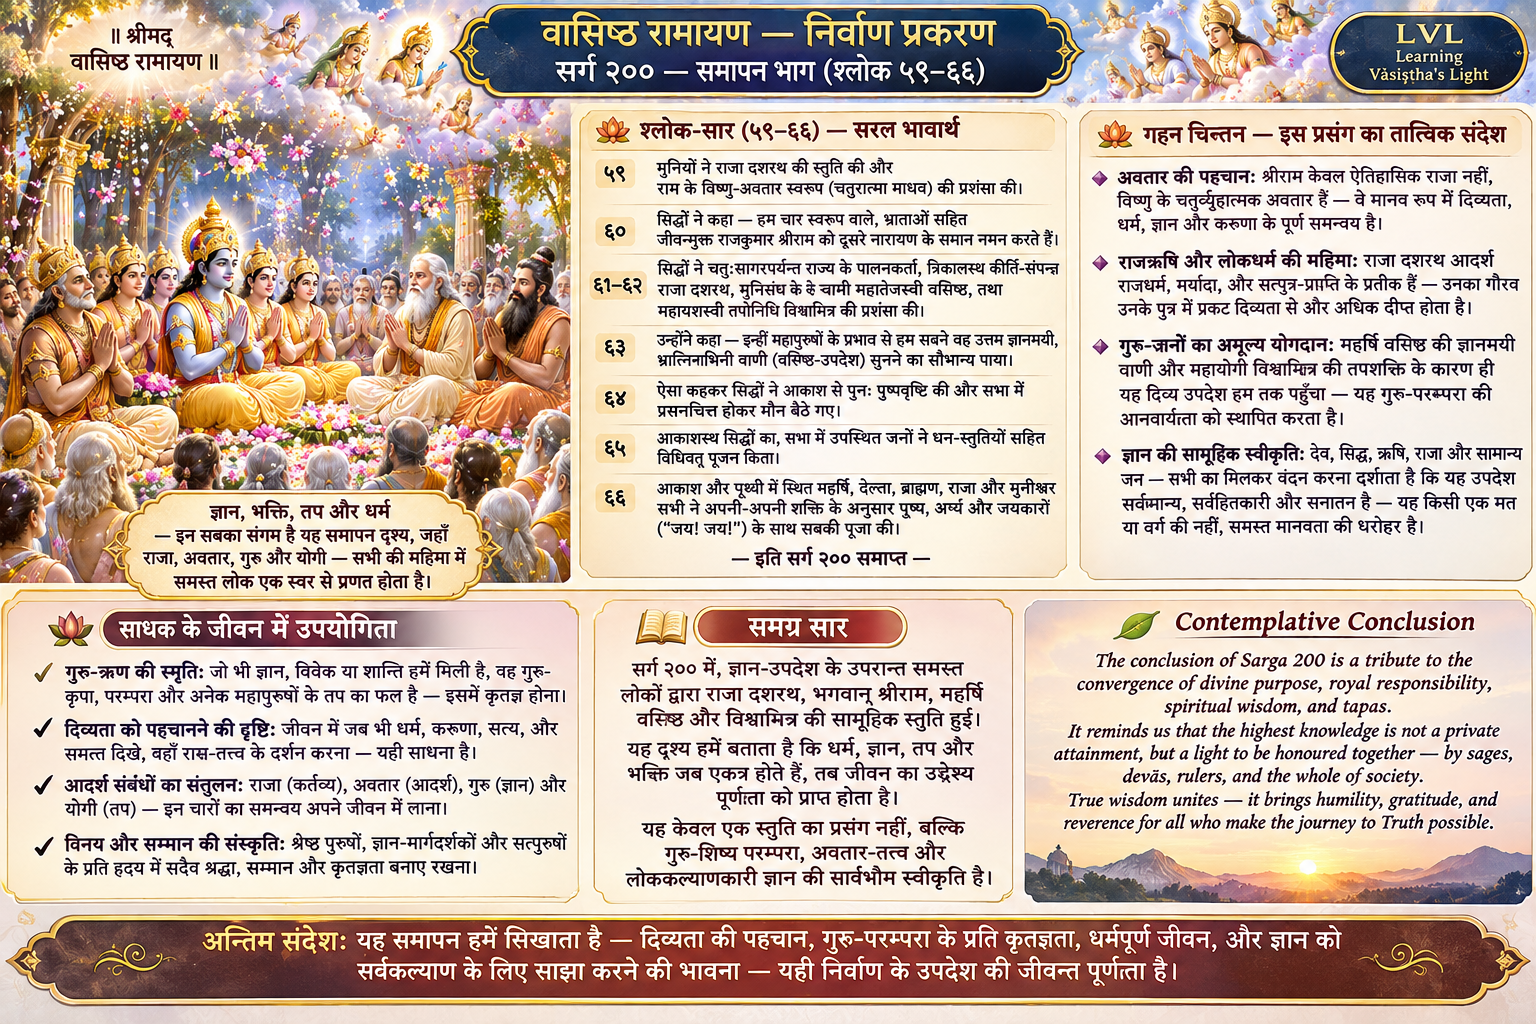 ॥ श्रीमद्
वासिष्ठ रामायण ॥
वासिष्ठ रामायण — निर्वाण प्रकरण
सर्ग २०० — समापन भाग (श्लोक ५९–६६)
LVL
Learning
Vàsiṣṭha's Light
श्लोक-सार (५९–६६) — सरल भावार्थ
५९
मुनियों ने राजा दशरथ की स्तुति की और
राम के विष्णु-अवतार स्वरूप (चतुरात्मा माधव) की प्रशंसा की।
६०
सिद्धों ने कहा — हम चार स्वरूप वाले, भ्राताओं सहित
जीवन्मुक्त राजकुमार श्रीराम को दूसरे नारायण के समान नमन करते हैं।
६१–६२
सिद्धों ने चतुःसागरपर्यन्त राज्य के पालनकर्ता, त्रिकालस्थ कीर्ति-संपन्न
राजा दशरथ, मुनिसंघ के हे चामी महातेजस्वी वसिष्ठ, तथा
महायशस्वी तपोनिधि विश्वामित्र की प्रशंसा की।
६३
उन्होंने कहा — इन्हीं महापुरुषों के प्रभाव से हम सबने वह उत्तम ज्ञानमयी,
भ्रात्निनाभिनी वाणी (वसिष्ठ-उपदेश) सुनने का सौभान्य पाया।
६४
ऐसा कहकर सिद्धों ने आकाश से पुनः पुष्पवृष्टि की और सभा में
प्रसनचित्त होकर मौन बैठे गए।
६५
आकाशस्थ सिद्धों का, सभा में उपस्थित जनों ने धन-स्तुतियों सहित
विधिवत् पूजन किता।
६६
आकाश और पृथ्वी में स्थित महर्षि, देल्ता, ब्राह्मण, राजा और मुनीश्वर
सभी ने अपनी-अपनी शक्ति के अनुसार पुष्प, अर्घ्य और जयकारों
(“जय! जय!”) के साथ सबकी पूजा की।
— इति सर्ग २०० समाप्त —
गहन चिन्तन — इस प्रसंग का तात्विक संदेश
अवतार की पहचान: श्रीराम केवल ऐतिहासिक राजा नहीं,
विष्णु के चतुर्व्यूहात्मक अवतार हैं — वे मानव रूप में दिव्यता,
धर्म, ज्ञान और करुणा के पूर्ण समन्वय है।
राजऋषि और लोकधर्म की महिमा: राजा दशरथ आदर्श
राजधर्म, मर्यादा, और सत्पुत्र-प्राप्ति के प्रतीक हैं — उनका गौरव
उनके पुत्र में प्रकट दिव्यता से और अधिक दीप्त होता है।
गुरु-जनों का अमूल्य योगदान: महर्षि वसिष्ठ की ज्ञानमयी
वाणी और महायोगी विश्वामित्र की तपशक्ति के कारण ही
यह दिव्य उपदेश हम तक पहुँचा — यह गुरु-परम्परा की
आनवार्यता को स्थापित करता है।
ज्ञान की सामूहिक स्वीकृति: देव, सिद्ध, ऋषि, राजा और सामान्य
जन — सभी का मिलकर वंदन करना दर्शाता है कि यह उपदेश
सर्वमान्य, सर्वहितकारी और सनातन है — यह किसी एक मत
या वर्ग की नहीं, समस्त मानवता की धरोहर है।
ज्ञान, भक्ति, तप और धर्म
— इन सबका संगम है यह समापन दृश्य, जहाँ
राजा, अवतार, गुरु और योगी — सभी की महिमा में
समस्त लोक एक स्वर से प्रणत होता है।
साधक के जीवन में उपयोगिता
गुरु-ऋण की स्मृति: जो भी ज्ञान, विवेक या शान्ति हमें मिली है, वह गुरु-
कृपा, परम्परा और अनेक महापुरुषों के तप का फल है — इसमें कृतज्ञ होना।
दिव्यता को पहचानने की दृष्टि: जीवन में जब भी धर्म, करुणा, सत्य, और
समत्त दिखे, वहाँ राम-तत्त्व के दर्शन करना — यही साधना है।
आदर्श संबंधों का संतुलन: राजा (कर्तव्य), अवतार (आदर्श), गुरु (ज्ञान) और
योगी (तप) — इन चारों का समन्वय अपने जीवन में लाना।
विनय और सम्मान की संस्कृति: श्रेष्ठ पुरुषों, ज्ञान-मार्गदर्शकों और सत्पुरुषों
के प्रति हृदय में सदैव श्रद्धा, सम्मान और कृतज्ञता बनाए रखना।
समग्र सार
सर्ग २०० में, ज्ञान-उपदेश के उपरान्त समस्त
लोकों द्वारा राजा दशरथ, भगवान् श्रीराम, महर्षि
वसिष्ठ और विश्वामित्र की सामूहिक स्तुति हुई।
यह दृश्य हमें बताता है कि धर्म, ज्ञान, तप और
भक्ति जब एकत्र होते हैं, तब जीवन का उद्देश्य
पूर्णता को प्राप्त होता है।
यह केवल एक स्तुति का प्रसंग नहीं, बल्कि
गुरु-शिष्य परम्परा, अवतार-तत्त्व और
लोककल्याणकारी ज्ञान की सार्वभौम स्वीकृति है।
Contemplative Conclusion
The conclusion of Sarga 200 is a tribute to the
convergence of divine purpose, royal responsibility,
spiritual wisdom, and tapas.
It reminds us that the highest knowledge is not a private
attainment, but a light to be honoured together — by sages,
devās, rulers, and the whole of society.
True wisdom unites — it brings humility, gratitude, and
reverence for all who make the journey to Truth possible.
अन्तिम संदेश: यह समापन हमें सिखाता है — दिव्यता की पहचान, गुरु-परम्परा के प्रति कृतज्ञता, धर्मपूर्ण जीवन, और ज्ञान को
सर्वकल्याण के लिए साझा करने की भावना — यही निर्वाण के उपदेश की जीवन्त पूर्णता है।